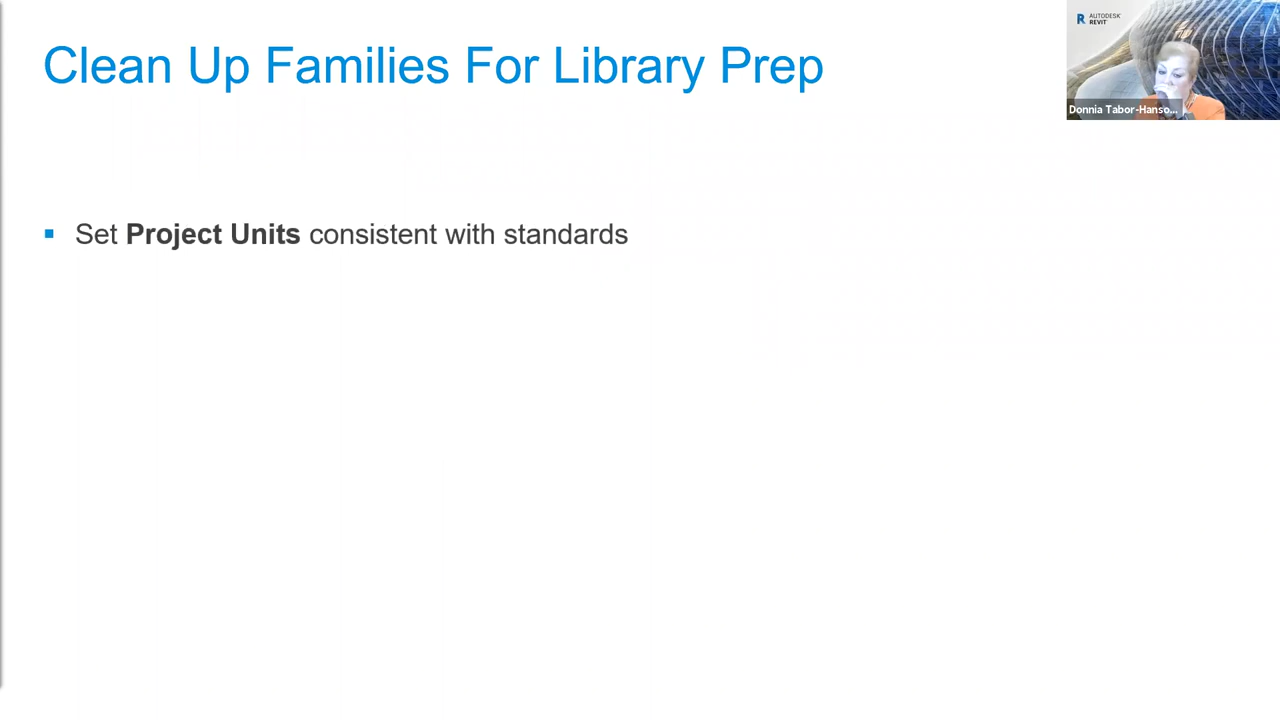 Clean Up Families For Library Prep
AUTODESK
REVIT
Donnia Tabor-Hanso...
Set Project Units consistent with standards